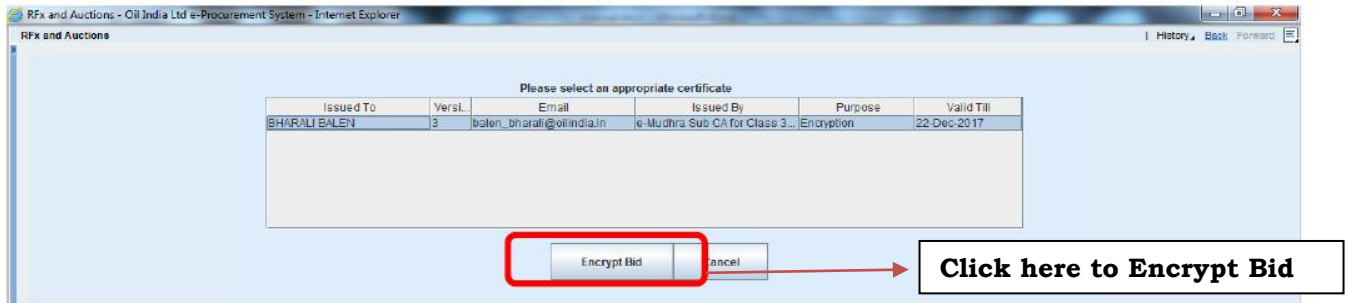 RFx and Auctions - Oil India Ltd e-Procurement System - Internet Explorer
RFx and Auctions
| History Back Forward
Please select an appropriate certificate
Issued To Versi... Email Issued By Purpose Valid Till
BHARALI BALEN 3 balen_bharali@oilindia.in e-Mudhra Sub CA for Class 3... Encryption 22-Dec-2017
Encrypt Bid Cancel
Click here to Encrypt Bid